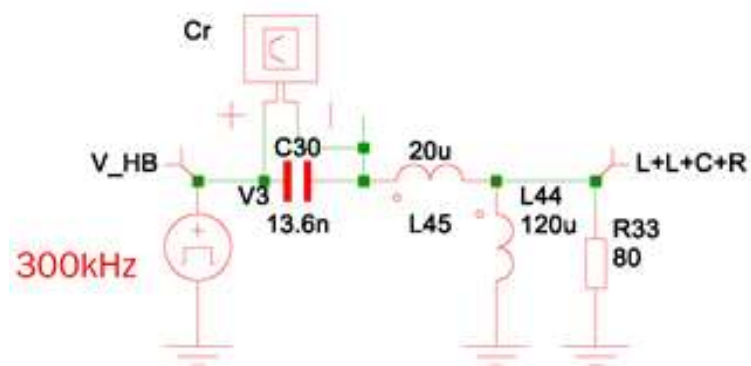 Cr
C30
V_HB
V3
13.6n
20u
L45
L44
120u
L+L+C+R
R33
80
300kHz